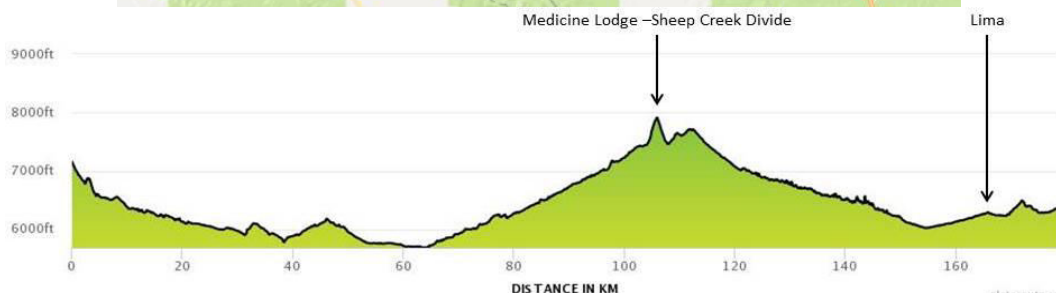 Medicine Lodge –Sheep Creek Divide
Lima
9000ft
8000ft
7000ft
6000ft
0 20 40 60 80 100 120 140 160
DISTANCE IN KM